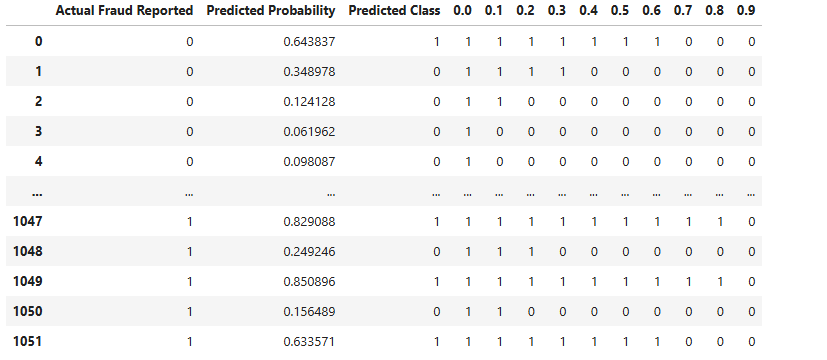 Actual Fraud Reported Predicted Probability Predicted Class 0.0 0.1 0.2 0.3 0.4 0.5 0.6 0.7 0.8 0.9
0 0 0.643837 1 1 1 1 1 1 1 1 0 0 0
1 0 0.348978 0 1 1 1 1 0 0 0 0 0 0
2 0 0.124128 0 1 1 0 0 0 0 0 0 0 0
3 0 0.061962 0 1 0 0 0 0 0 0 0 0 0
4 0 0.098087 0 1 0 0 0 0 0 0 0 0 0
... ... ... ... ... ... ... ... ... ... ... ... ... ...
1047 1 0.829088 1 1 1 1 1 1 1 1 1 1 0
1048 1 0.249246 0 1 1 1 0 0 0 0 0 0 0
1049 1 0.850896 1 1 1 1 1 1 1 1 1 1 0
1050 1 0.156489 0 1 1 0 0 0 0 0 0 0 0
1051 1 0.633571 1 1 1 1 1 1 1 1 0 0 0